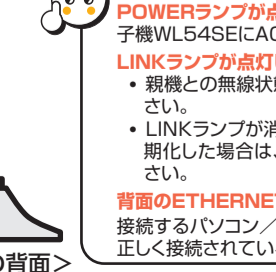 POWERランプが点
子機WL54SEにAC
LINKランプが点灯
• 親機との無線状態
さい。
• LINKランプが消
期化した場合は、
さい。
背面のETHERNET
接続するパソコン／
正しく接続されてい
の背面＞